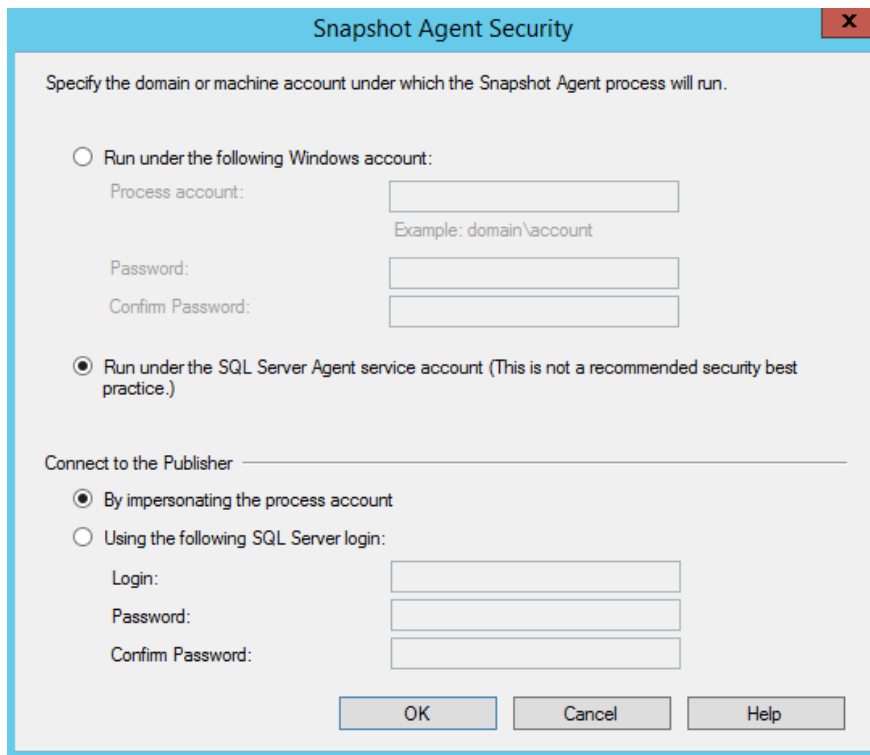 Snapshot Agent Security
x
Specify the domain or machine account under which the Snapshot Agent process will run.
Run under the following Windows account:
Process account:
Example: domain\account
Password:
Confirm Password:
Run under the SQL Server Agent service account (This is not a recommended security best
practice.)
Connect to the Publisher
By impersonating the process account
Using the following SQL Server login:
Login:
Password:
Confirm Password:
OK Cancel Help